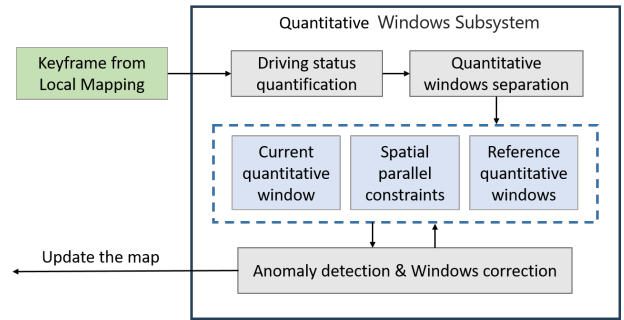 Quantitative Windows Subsystem
Keyframe from
Local Mapping
Driving status
quantification
Quantitative
windows separation
Current
quantitative
window
Spatial
parallel
constraints
Reference
quantitative
windows
Update the map
Anomaly detection & Windows correction